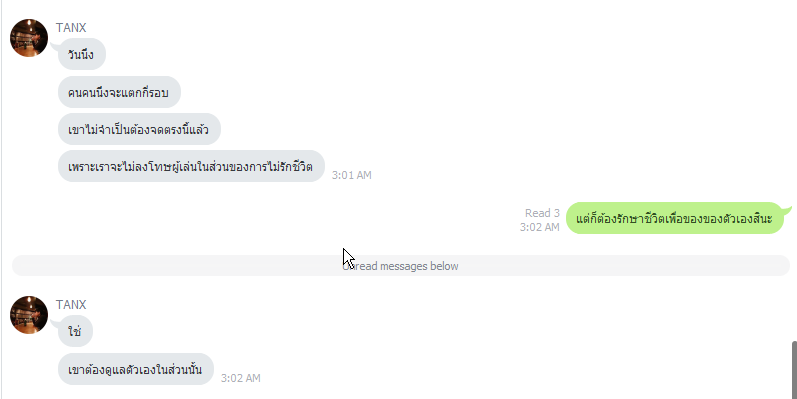 TANX
วันนึง
คนคนนึงจะแตกกี่รอบ
เขาไม่จำเป็นต้องจดตรงนี้แล้ว
เพราะเราจะไม่ลงโทษผู้เล่นในส่วนของการไม่รักชีวิต
3:01 AM
Read 3
3:02 AM
แต่ก็ต้องรักษาชีวิตเพื่อของของตัวเองสินะ
Unread messages below
TANX
ใช่
เขาต้องดูแลตัวเองในส่วนนั้น
3:02 AM